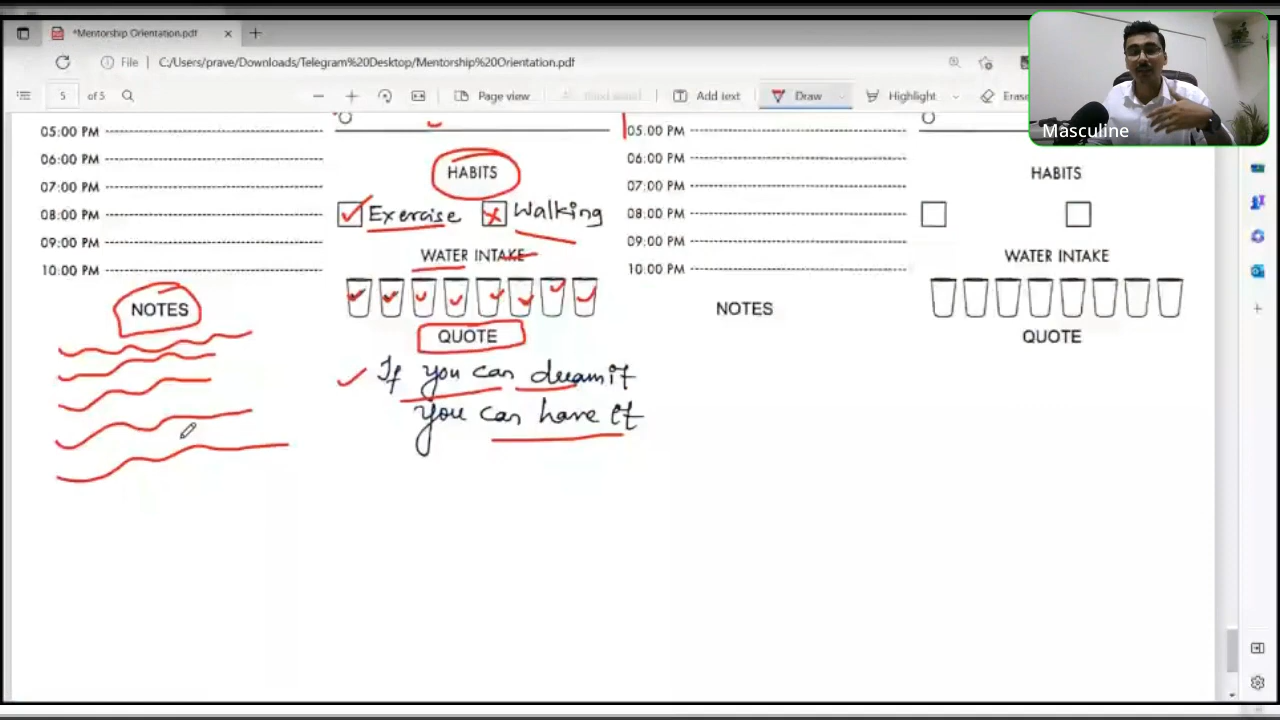 *Mentorship Orientation.pdf
File C:/Users/prave/Downloads/Telegram%20Desktop/Mentorship%20Orientation.pdf
5 of 5 Page view Add text Draw Highlight Erase
Masculine
05:00 PM
06:00 PM
07:00 PM
08:00 PM
09:00 PM
10:00 PM
NOTES
HABITS
Exercise Walking
WATER INTAKE
QUOTE
If you can dream it
You can have it
05:00 PM
06:00 PM
07:00 PM
08:00 PM
09:00 PM
10:00 PM
NOTES
HABITS
WATER INTAKE
QUOTE